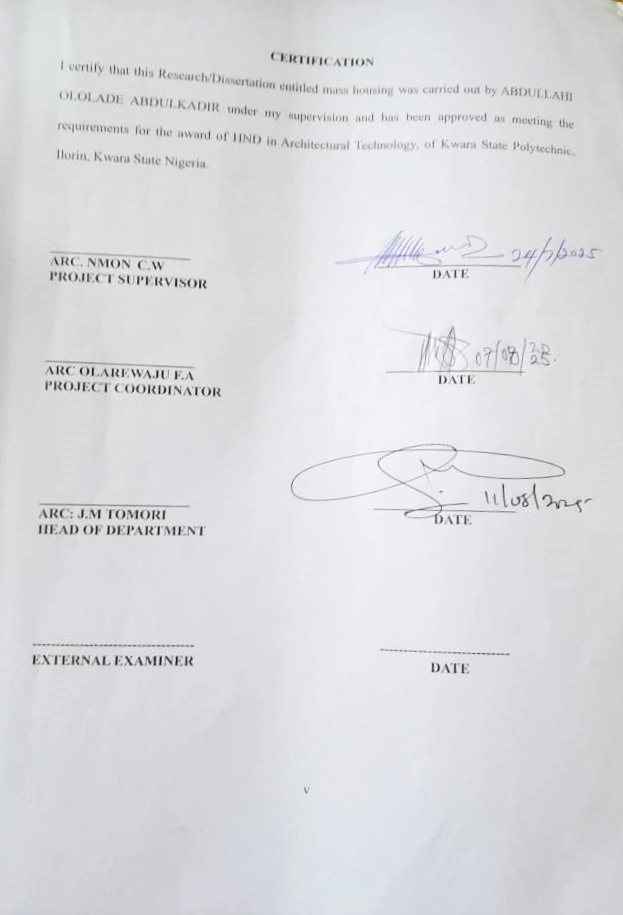 CERTIFICATION
I certify that this Research/Dissertation entitled mass housing was carried out by ABDULLAHI
OLOLADE ABDULKADIR under my supervision and has been approved as meeting the
requirements for the award of HND in Architectural Technology, of Kwara State Polytechnic,
Ilorin, Kwara State Nigeria.
24/7/2025
ARC. NMON C.W
DATE
PROJECT SUPERVISOR
07/08/2025.
ARC OLAREWAJU F.A
DATE
PROJECT COORDINATOR
11/08/2025
ARC: J.M TOMORI
DATE
HEAD OF DEPARTMENT
EXTERNAL EXAMINER
DATE
V